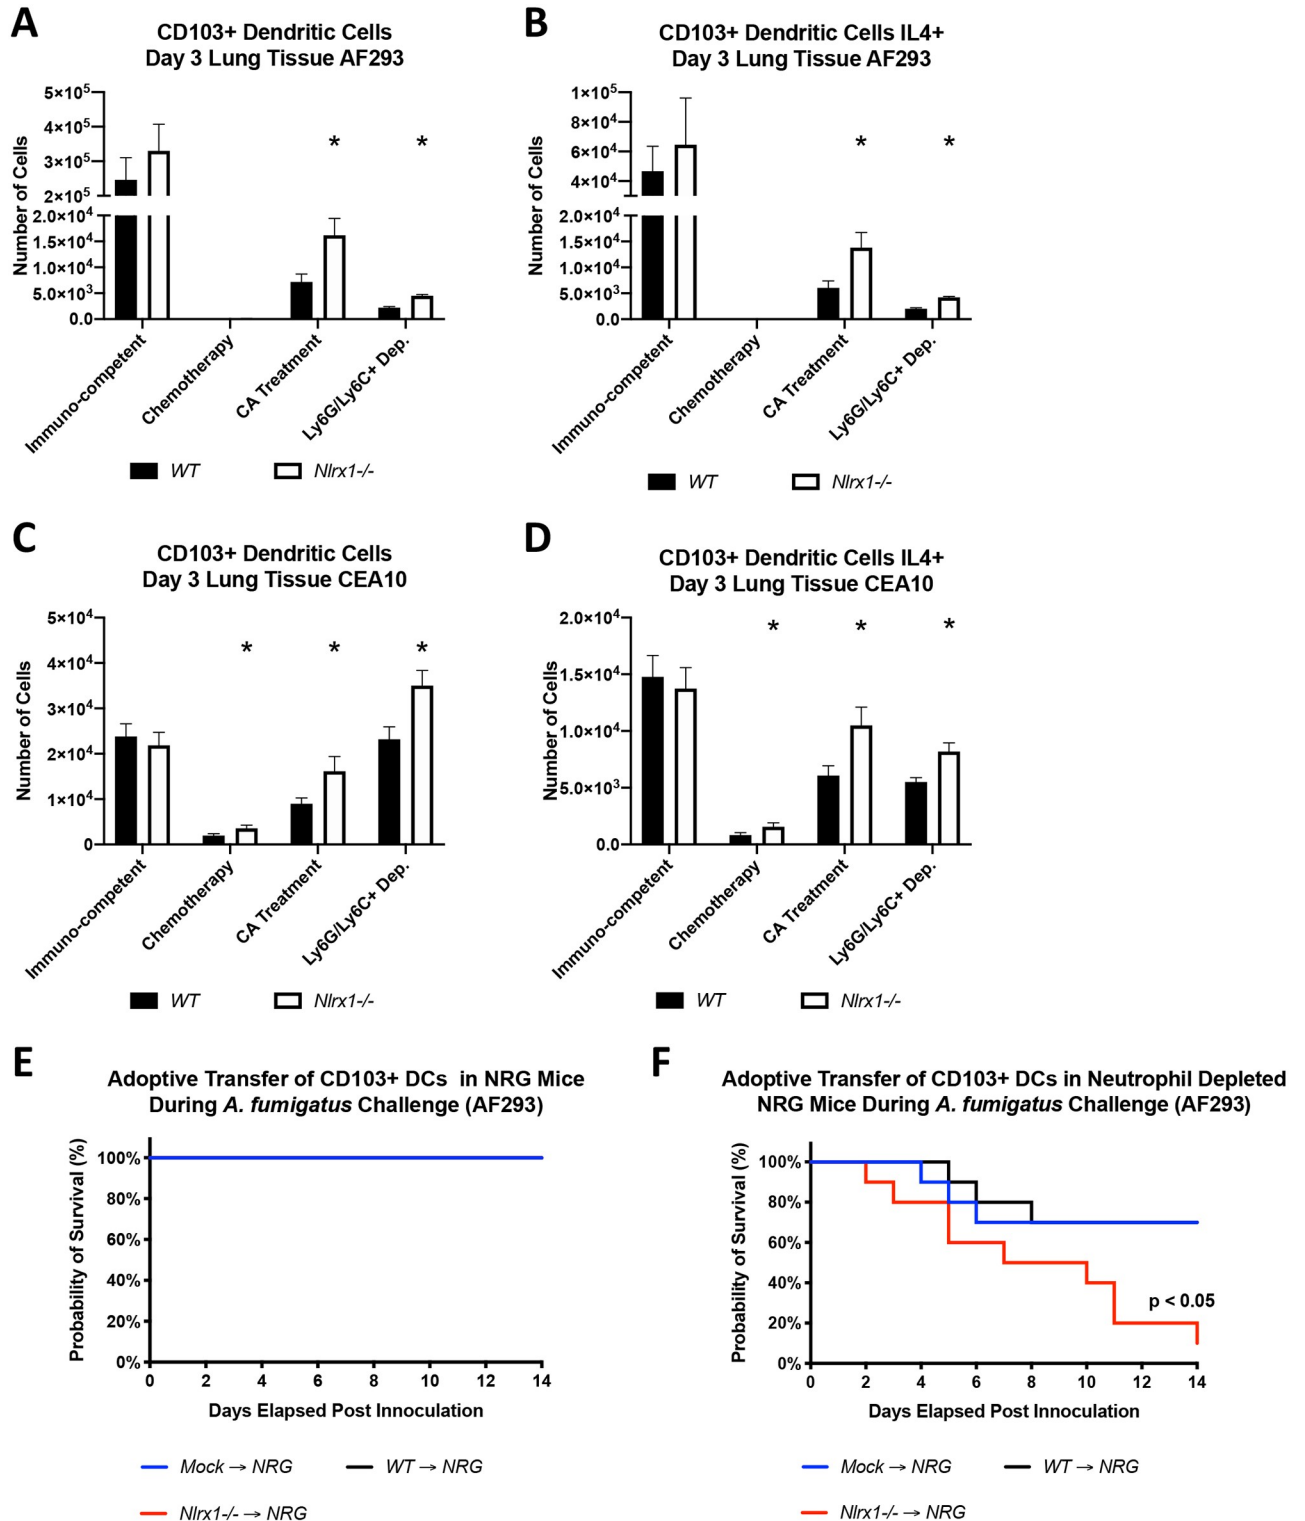 A
CD103+ Dendritic Cells
Day 3 Lung Tissue AF293
Number of Cells
5×10⁵
4×10⁵
3×10⁵
2×10⁵
2.0×10⁴
1.5×10⁴
1.0×10⁴
5.0×10³
0.0
* *
Immuno-competent
Chemotherapy
CA Treatment
Ly6G/Ly6C+ Dep.
WT Nlrx1-/-
B
CD103+ Dendritic Cells IL4+
Day 3 Lung Tissue AF293
Number of Cells
1×10⁵
8×10⁴
6×10⁴
4×10⁴
2.0×10⁴
1.5×10⁴
1.0×10⁴
5.0×10³
0.0
* *
Immuno-competent
Chemotherapy
CA Treatment
Ly6G/Ly6C+ Dep.
WT Nlrx1-/-
C
CD103+ Dendritic Cells
Day 3 Lung Tissue CEA10
Number of Cells
5×10⁴
4×10⁴
3×10⁴
2×10⁴
1×10⁴
0
* * *
Immuno-competent
Chemotherapy
CA Treatment
Ly6G/Ly6C+ Dep.
WT Nlrx1-/-
D
CD103+ Dendritic Cells IL4+
Day 3 Lung Tissue CEA10
Number of Cells
2.0×10⁴
1.5×10⁴
1.0×10⁴
5.0×10³
0.0
* * *
Immuno-competent
Chemotherapy
CA Treatment
Ly6G/Ly6C+ Dep.
WT Nlrx1-/-
E
Adoptive Transfer of CD103+ DCs in NRG Mice
During A. fumigatus Challenge (AF293)
Probability of Survival (%)
100%
80%
60%
40%
20%
0%
0 2 4 6 8 10 12 14
Days Elapsed Post Innoculation
Mock → NRG WT → NRG
Nlrx1-/- → NRG
F
Adoptive Transfer of CD103+ DCs in Neutrophil Depleted
NRG Mice During A. fumigatus Challenge (AF293)
Probability of Survival (%)
100%
80%
60%
40%
20%
0%
p < 0.05
0 2 4 6 8 10 12 14
Days Elapsed Post Innoculation
Mock → NRG WT → NRG
Nlrx1-/- → NRG